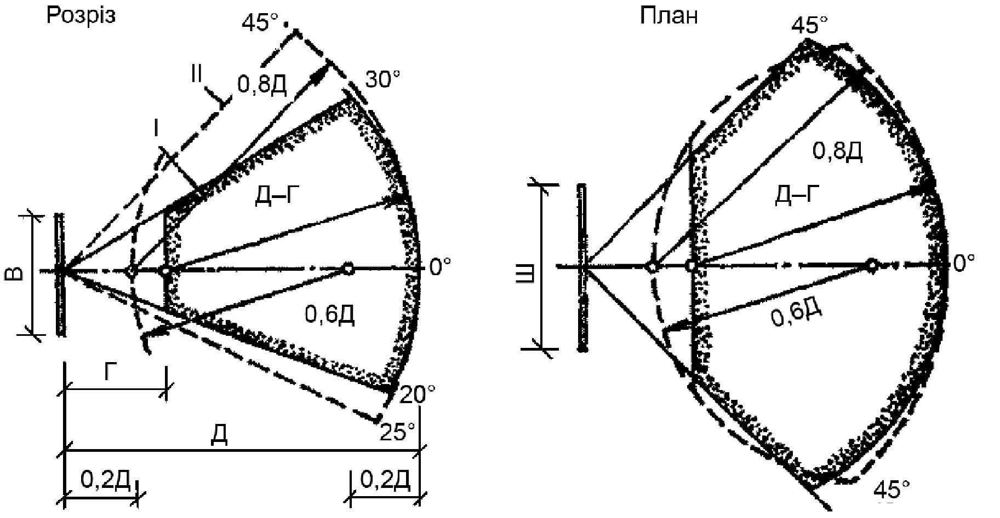 Розріз
45°
II
0,8Д
30°
I
Д–Г
0°
В
0,6Д
Г
20°
25°
Д
0,2Д
0,2Д
План
45°
0,8Д
Д–Г
0°
Ш
0,6Д
45°